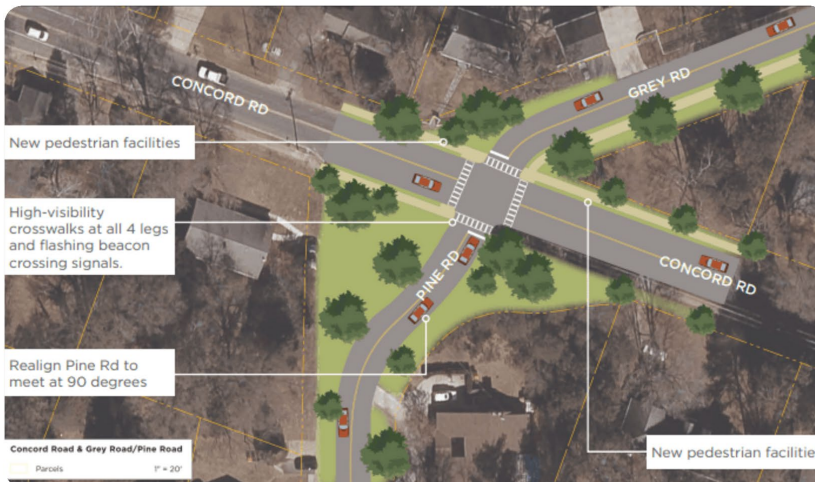 CONCORD RD
GREY RD
New pedestrian facilities
High-visibility
crosswalks at all 4 legs
and flashing beacon
crossing signals.
PINE RD
CONCORD RD
Realign Pine Rd to
meet at 90 degrees
New pedestrian facilitie
Concord Road & Grey Road/Pine Road
Parcels
1" = 20'